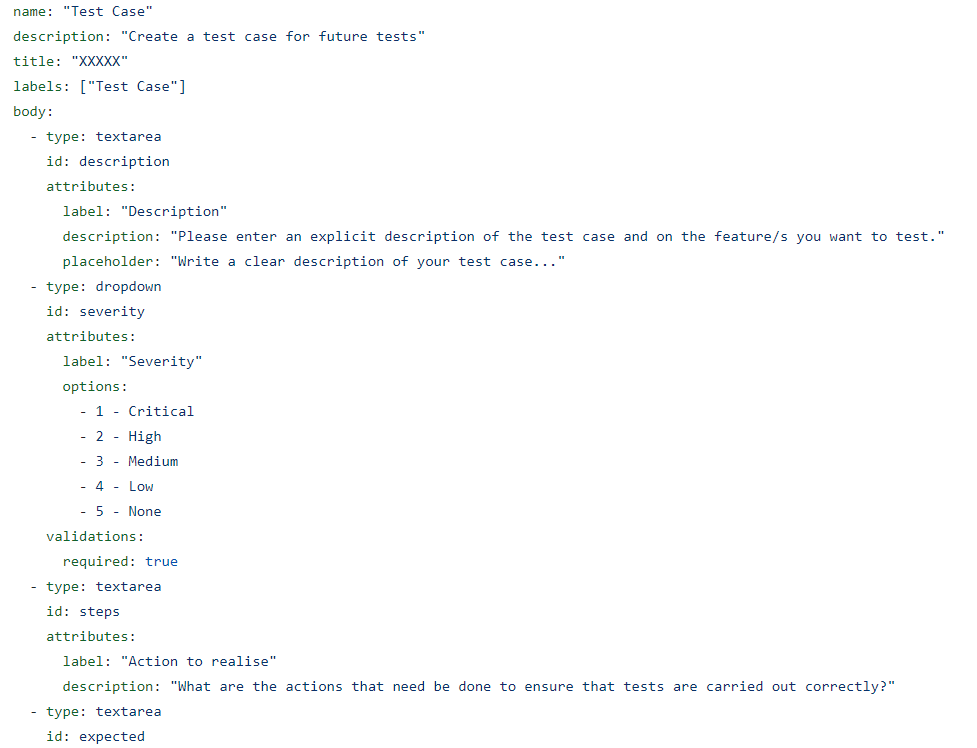 name: "Test Case"
description: "Create a test case for future tests"
title: "XXXXX"
labels: ["Test Case"]
body:
  - type: textarea
    id: description
    attributes:
      label: "Description"
      description: "Please enter an explicit description of the test case and on the feature/s you want to test."
      placeholder: "Write a clear description of your test case..."
  - type: dropdown
    id: severity
    attributes:
      label: "Severity"
      options:
        - 1 - Critical
        - 2 - High
        - 3 - Medium
        - 4 - Low
        - 5 - None
    validations:
      required: true
  - type: textarea
    id: steps
    attributes:
      label: "Action to realise"
      description: "What are the actions that need be done to ensure that tests are carried out correctly?"
  - type: textarea
    id: expected